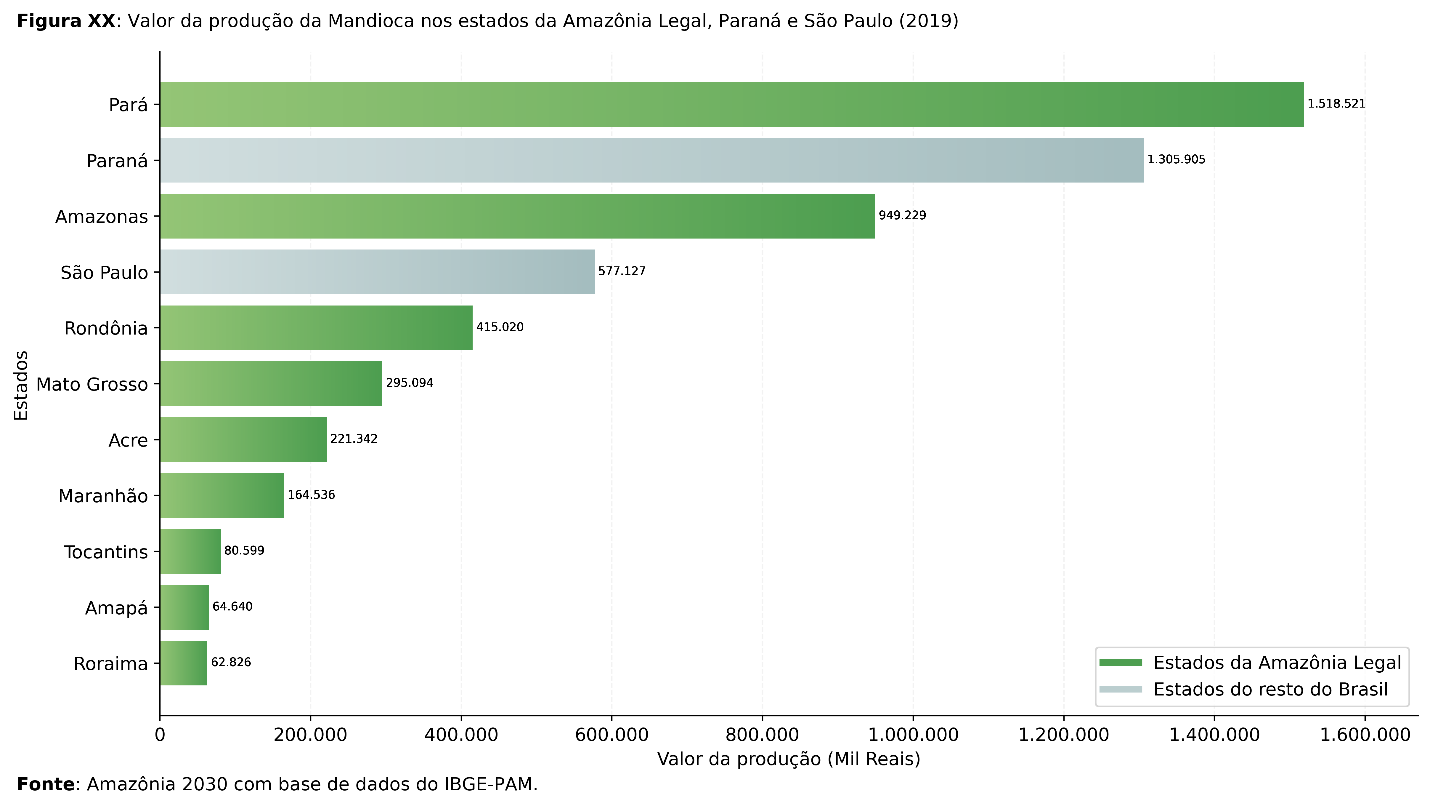 Figura XX: Valor da produção da Mandioca nos estados da Amazônia Legal, Paraná e São Paulo (2019)
Estados
Pará 1.518.521
Paraná 1.305.905
Amazonas 949.229
São Paulo 577.127
Rondônia 415.020
Mato Grosso 295.094
Acre 221.342
Maranhão 164.536
Tocantins 80.599
Amapá 64.640
Roraima 62.826
Estados da Amazônia Legal
Estados do resto do Brasil
0 200.000 400.000 600.000 800.000 1.000.000 1.200.000 1.400.000 1.600.000
Valor da produção (Mil Reais)
Fonte: Amazônia 2030 com base de dados do IBGE-PAM.